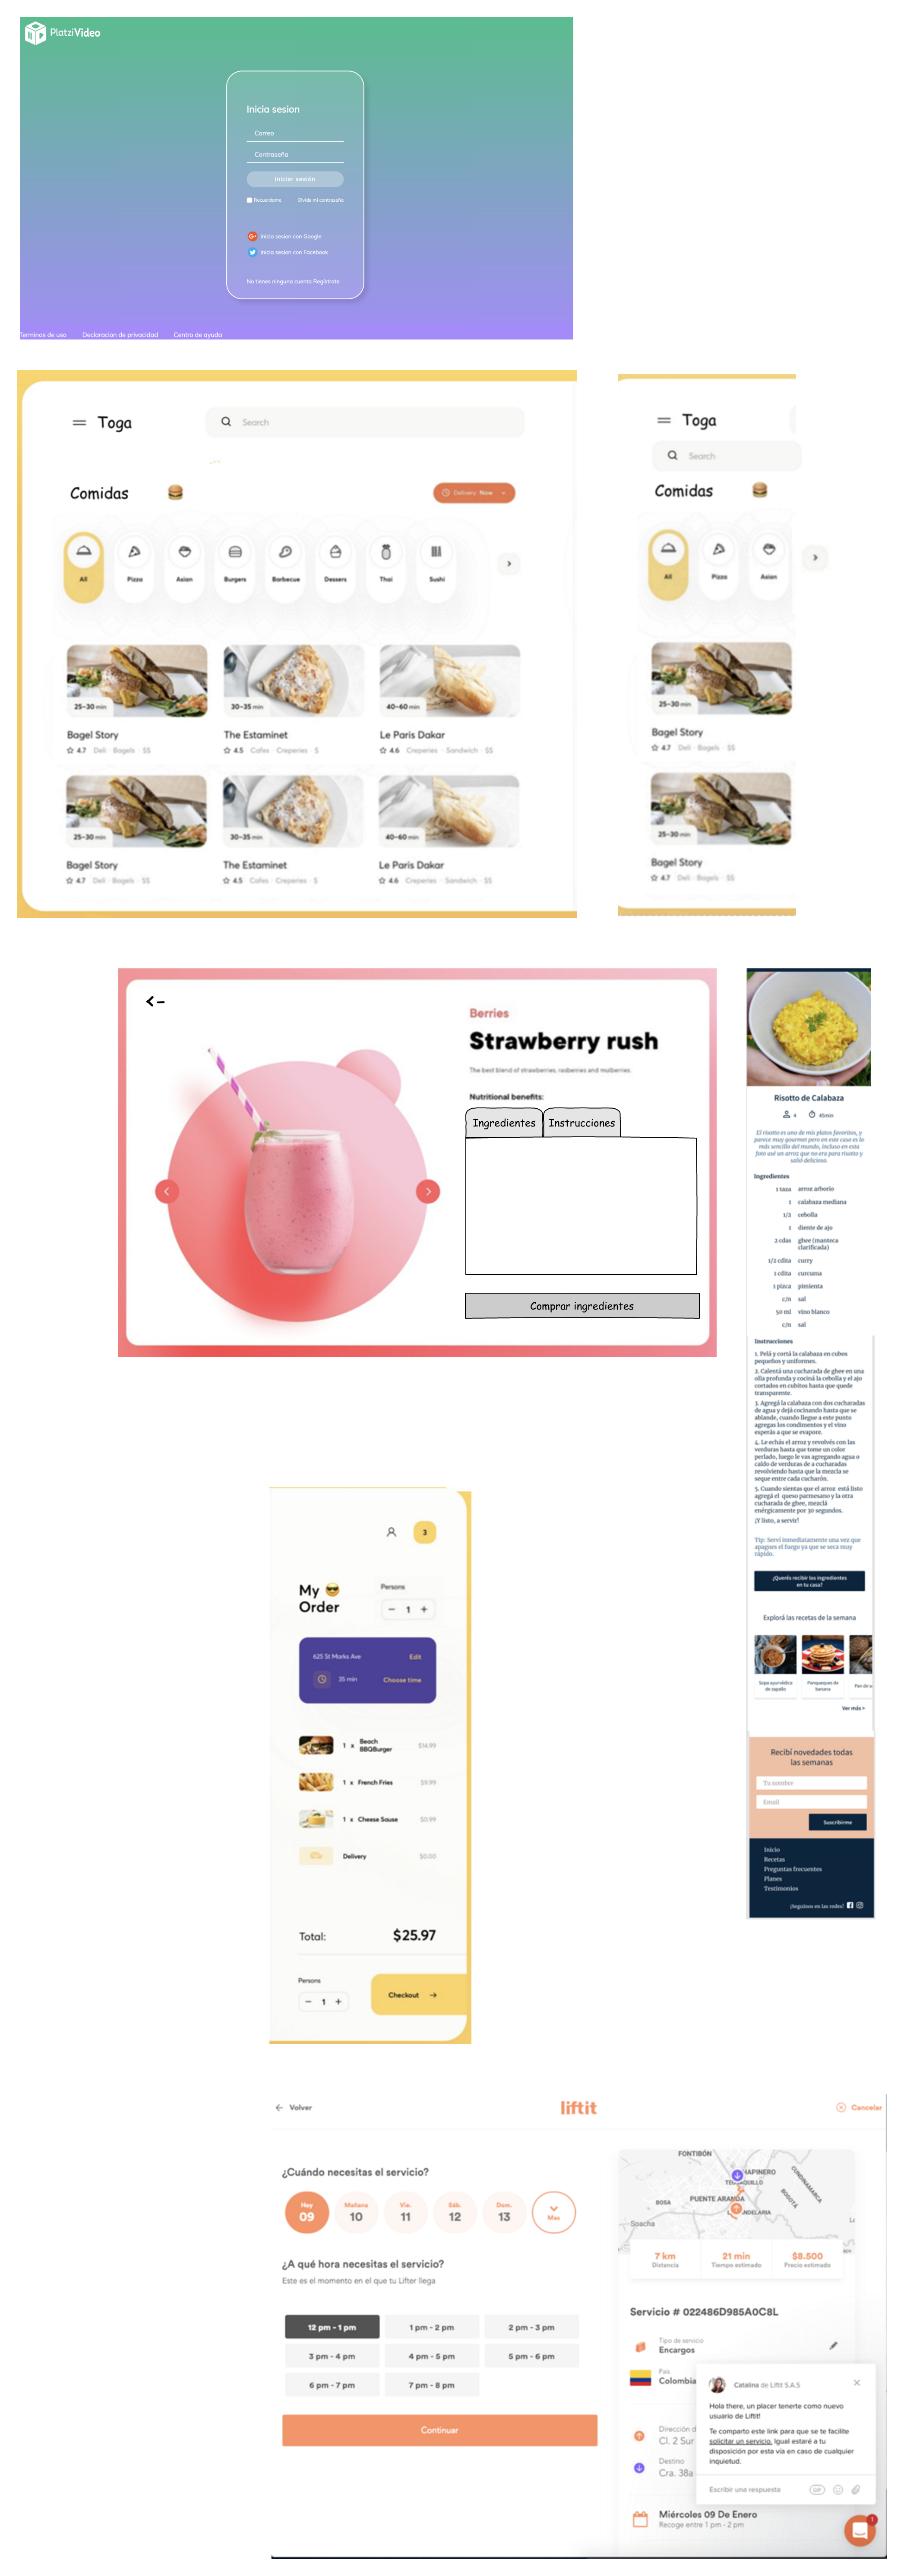 PlatziVideo
Inicia sesion
Correo
Contraseña
Iniciar sesión
Recuerdame Olvide mi contraseña
Inicia sesion con Google
Inicia sesion con Facebook
No tienes ninguna cuenta Regístrate
Terminos de uso Declaracion de privacidad Centro de ayuda
Toga
Search
Comidas
Delivery Now
All
Pizza
Asian
Burgers
Barbecue
Dessers
Thai
Sushi
25-30 min
Bagel Story
4.7 Deli · Bagels · $$
30-35 min
The Estaminet
4.5 Cafes · Creperies · $
40-60 min
Le Paris Dakar
4.6 Creperies · Sandwich · $$
25-30 min
Bagel Story
4.7 Deli · Bagels · $$
30-35 min
The Estaminet
4.5 Cafes · Creperies · $
40-60 min
Le Paris Dakar
4.6 Creperies · Sandwich · $$
Toga
Search
Comidas
All
Pizza
Asian
25-30 min
Bagel Story
4.7 Deli · Bagels · $$
25-30 min
Bagel Story
4.7 Deli · Bagels · $$
Berries
Strawberry rush
The best blend of strawberries, rasberries and mulberries.
Nutritional benefits:
Ingredientes
Instrucciones
Comprar ingredientes
Risotto de Calabaza
4 45min
El risotto es uno de mis platos favoritos, y
parece muy gourmet pero en este caso es lo
más sencillo del mundo, incluso en esta
foto usé un arroz que no era para risotto y
salió delicioso.
Ingredientes
1 taza arroz arborio
1 calabaza mediana
1/2 cebolla
1 diente de ajo
2 cdas ghee (manteca
clarificada)
1/2 cdita curry
1 cdita curcuma
1 pizca pimienta
c/n sal
50 ml vino blanco
c/n sal
Instrucciones
1. Pelá y cortá la calabaza en cubos
pequeños y uniformes.
2. Calentá una cucharada de ghee en una
olla profunda y cociná la cebolla y el ajo
cortados en cubitos hasta que quede
transparente.
3. Agregá la calabaza con dos cucharadas
de agua y dejá cocinando hasta que se
ablande, cuando llegue a este punto
agregas los condimentos y el vino
esperás a que se evapore.
4. Le echás el arroz y revolvés con las
verduras hasta que tome un color
perlado, luego le vas agregando agua o
caldo de verduras de a cucharadas
revolviendo hasta que la mezcla se
seque entre cada cucharón.
5. Cuando sientas que el arroz está listo
agregá el queso parmesano y la otra
cucharada de ghee, mezclá
enérgicamente por 30 segundos.
¡Y listo, a servir!
Tip: Serví inmediatamente una vez que
apagues el fuego ya que se seca muy
rápido.
¿Querés recibir los ingredientes
en tu casa?
Explorá las recetas de la semana
Sopa ayurvédica
de zapallo
Panqueques de
banana
Pan de
Ver más >
Recibí novedades todas
las semanas
Tu nombre
Email
Suscribirme
Inicio
Recetas
Preguntas frecuentes
Planes
Testimonios
¡Seguinos en las redes!
3
My
Order
Persons
− 1 +
625 St Marks Ave Edit
35 min Choose time
1 x Beach
BBQBurger $14.99
1 x French Fries $9.99
1 x Cheese Sause $0.99
Delivery $0.00
Total: $25.97
Persons
− 1 +
Checkout →
← Volver
liftit
Cancelar
¿Cuándo necesitas el servicio?
Hoy
09
Mañana
10
Vie.
11
Sáb.
12
Dom.
13
Mas
¿A qué hora necesitas el servicio?
Este es el momento en el que tu Lifter llega
12 pm - 1 pm
1 pm - 2 pm
2 pm - 3 pm
3 pm - 4 pm
4 pm - 5 pm
5 pm - 6 pm
6 pm - 7 pm
7 pm - 8 pm
Continuar
FONTIBÓN
HAPINERO
CUNDINAMARCA
BOGOTÁ
PUENTE ARANDA
BOSA
NDELARIA
Soacha
7 km
Distancia
21 min
Tiempo estimado
$8.500
Precio estimado
Servicio # 022486D985A0C8L
Tipo de servicio
Encargos
País
Colombia
Dirección d
Cl. 2 Sur
Destino
Cra. 38a
Miércoles 09 De Enero
Recoge entre 1 pm - 2 pm
Catalina de Liftit S.A.S
Hola there, un placer tenerte como nuevo
usuario de Liftit!
Te comparto este link para que se te facilite
solicitar un servicio. Igual estaré a tu
disposición por esta vía en caso de cualquier
inquietud.
Escribir una respuesta GIF
1